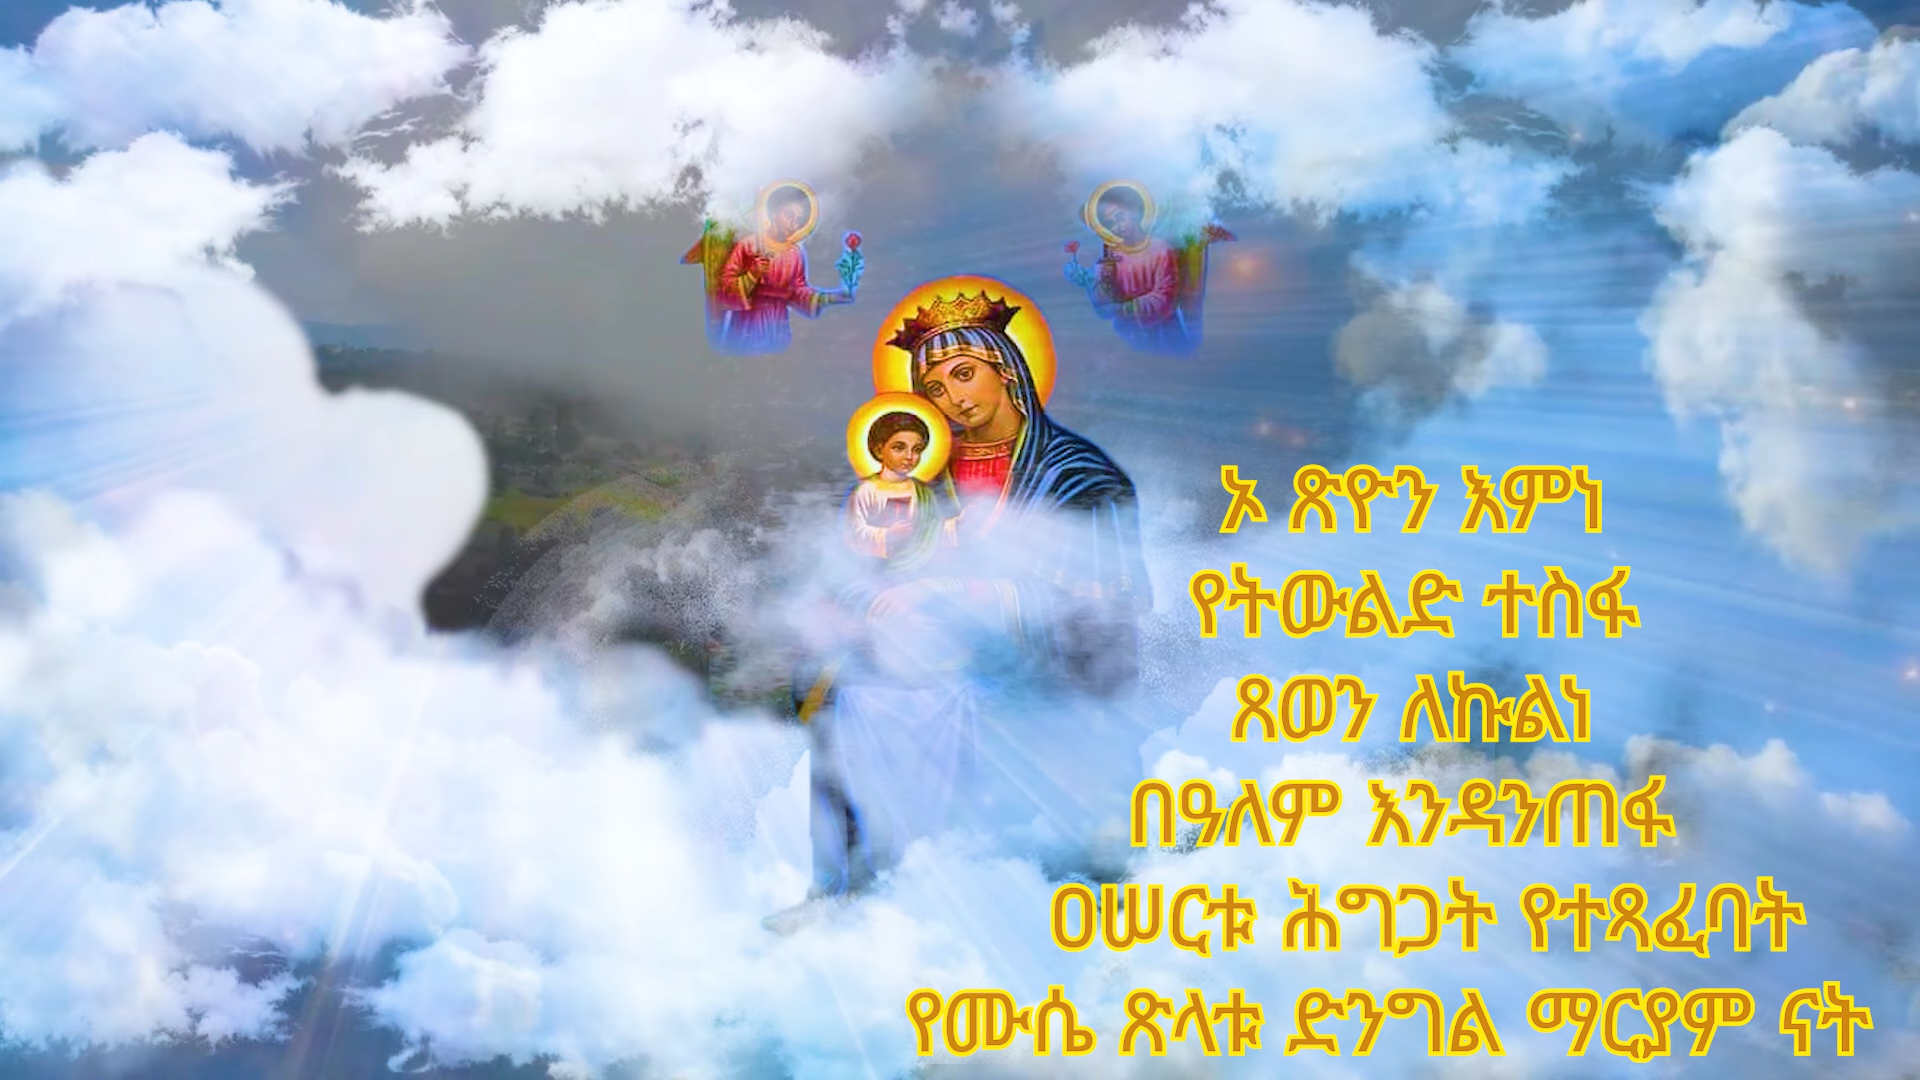 ኦ ጽዮን እምነ
የትውልድ ተስፋ
ጸወን ለኩልነ
በዓለም እንዳንጠፋ
ዐሠርቱ ሕግጋት የተጻፈባት
የሙሴ ጽላቱ ድንግል ማርያም ናት